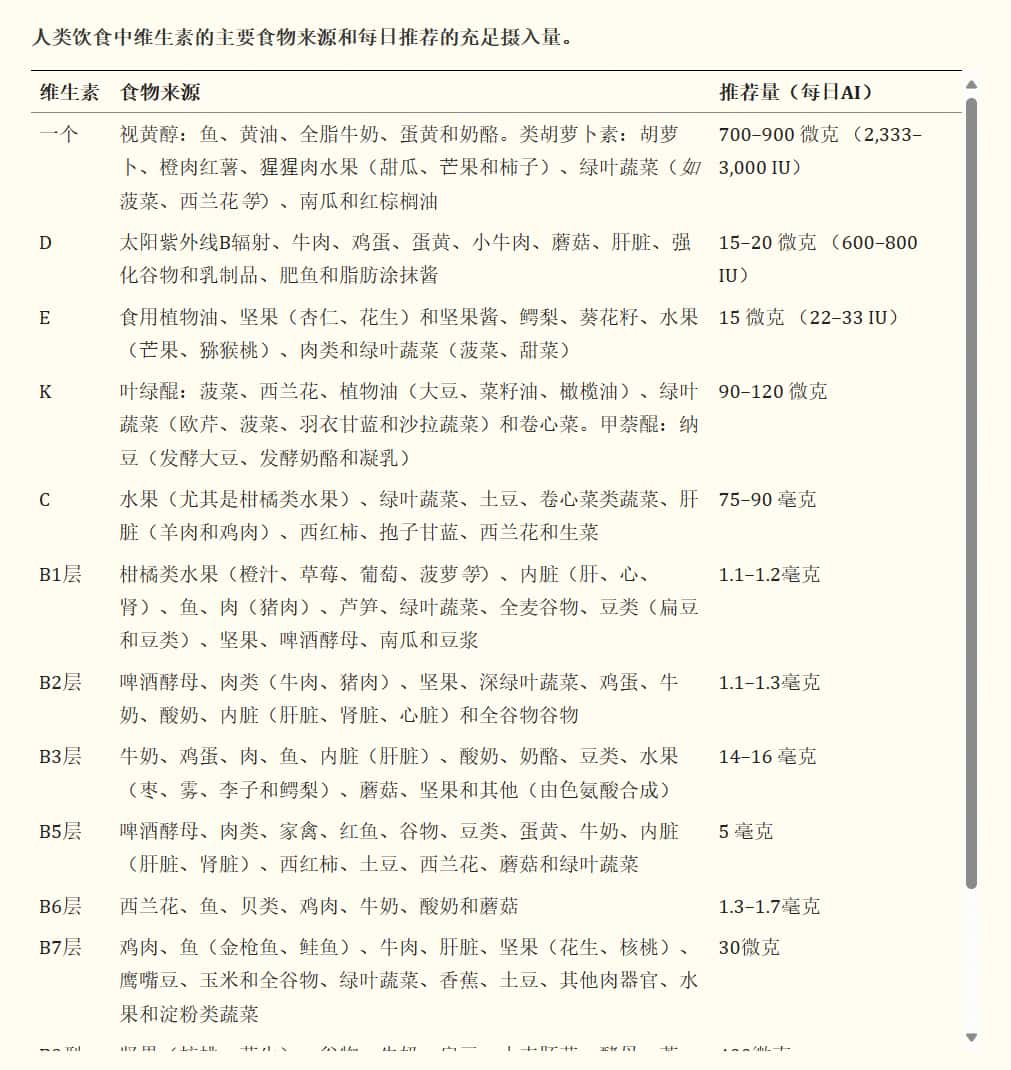 人类饮食中维生素的主要食物来源和每日推荐的充足摄入量。
维生素 食物来源 推荐量（每日AI）
一个 视黄醇：鱼、黄油、全脂牛奶、蛋黄和奶酪。类胡萝卜素：胡萝 700–900 微克 （2,333–
卜、橙肉红薯、猩猩肉水果（甜瓜、芒果和柿子）、绿叶蔬菜（如 3,000 IU）
菠菜、西兰花等）、南瓜和红棕榈油
D 太阳紫外线B辐射、牛肉、鸡蛋、蛋黄、小牛肉、蘑菇、肝脏、强 15–20 微克 （600–800
化谷物和乳制品、肥鱼和脂肪涂抹酱 IU）
E 食用植物油、坚果（杏仁、花生）和坚果酱、鳄梨、葵花籽、水果 15 微克 （22–33 IU）
（芒果、猕猴桃）、肉类和绿叶蔬菜（菠菜、甜菜）
K 叶绿醌：菠菜、西兰花、植物油（大豆、菜籽油、橄榄油）、绿叶 90–120 微克
蔬菜（欧芹、菠菜、羽衣甘蓝和沙拉蔬菜）和卷心菜。甲萘醌：纳
豆（发酵大豆、发酵奶酪和凝乳）
C 水果（尤其是柑橘类水果）、绿叶蔬菜、土豆、卷心菜类蔬菜、肝 75–90 毫克
脏（羊肉和鸡肉）、西红柿、抱子甘蓝、西兰花和生菜
B1层 柑橘类水果（橙汁、草莓、葡萄、菠萝等）、内脏（肝、心、 1.1–1.2毫克
肾）、鱼、肉（猪肉）、芦笋、绿叶蔬菜、全麦谷物、豆类（扁豆
和豆类）、坚果、啤酒酵母、南瓜和豆浆
B2层 啤酒酵母、肉类（牛肉、猪肉）、坚果、深绿叶蔬菜、鸡蛋、牛 1.1–1.3毫克
奶、酸奶、内脏（肝脏、肾脏、心脏）和全谷物谷物
B3层 牛奶、鸡蛋、肉、鱼、内脏（肝脏）、酸奶、奶酪、豆类、水果 14–16 毫克
（枣、雾、李子和鳄梨）、蘑菇、坚果和其他（由色氨酸合成）
B5层 啤酒酵母、肉类、家禽、红鱼、谷物、豆类、蛋黄、牛奶、内脏 5 毫克
（肝脏、肾脏）、西红柿、土豆、西兰花、蘑菇和绿叶蔬菜
B6层 西兰花、鱼、贝类、鸡肉、牛奶、酸奶和蘑菇 1.3–1.7毫克
B7层 鸡肉、鱼（金枪鱼、鲑鱼）、牛肉、肝脏、坚果（花生、核桃）、 30微克
鹰嘴豆、玉米和全谷物、绿叶蔬菜、香蕉、土豆、其他肉器官、水
果和淀粉类蔬菜